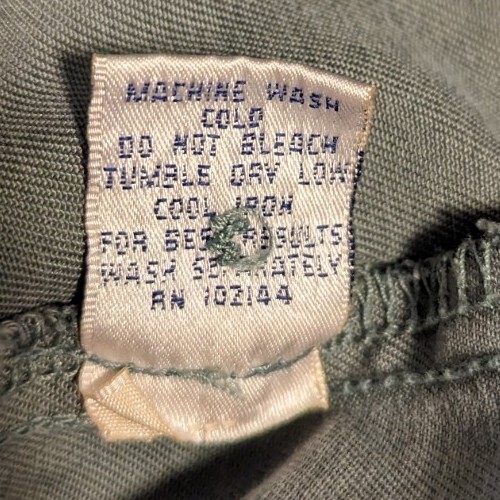 MACHINE WASH
COLD
DO NOT BLEACH
TUMBLE DRY LOW
COOL IRON
FOR BEST RESULTS
WASH SEPARATELY
RN 102144